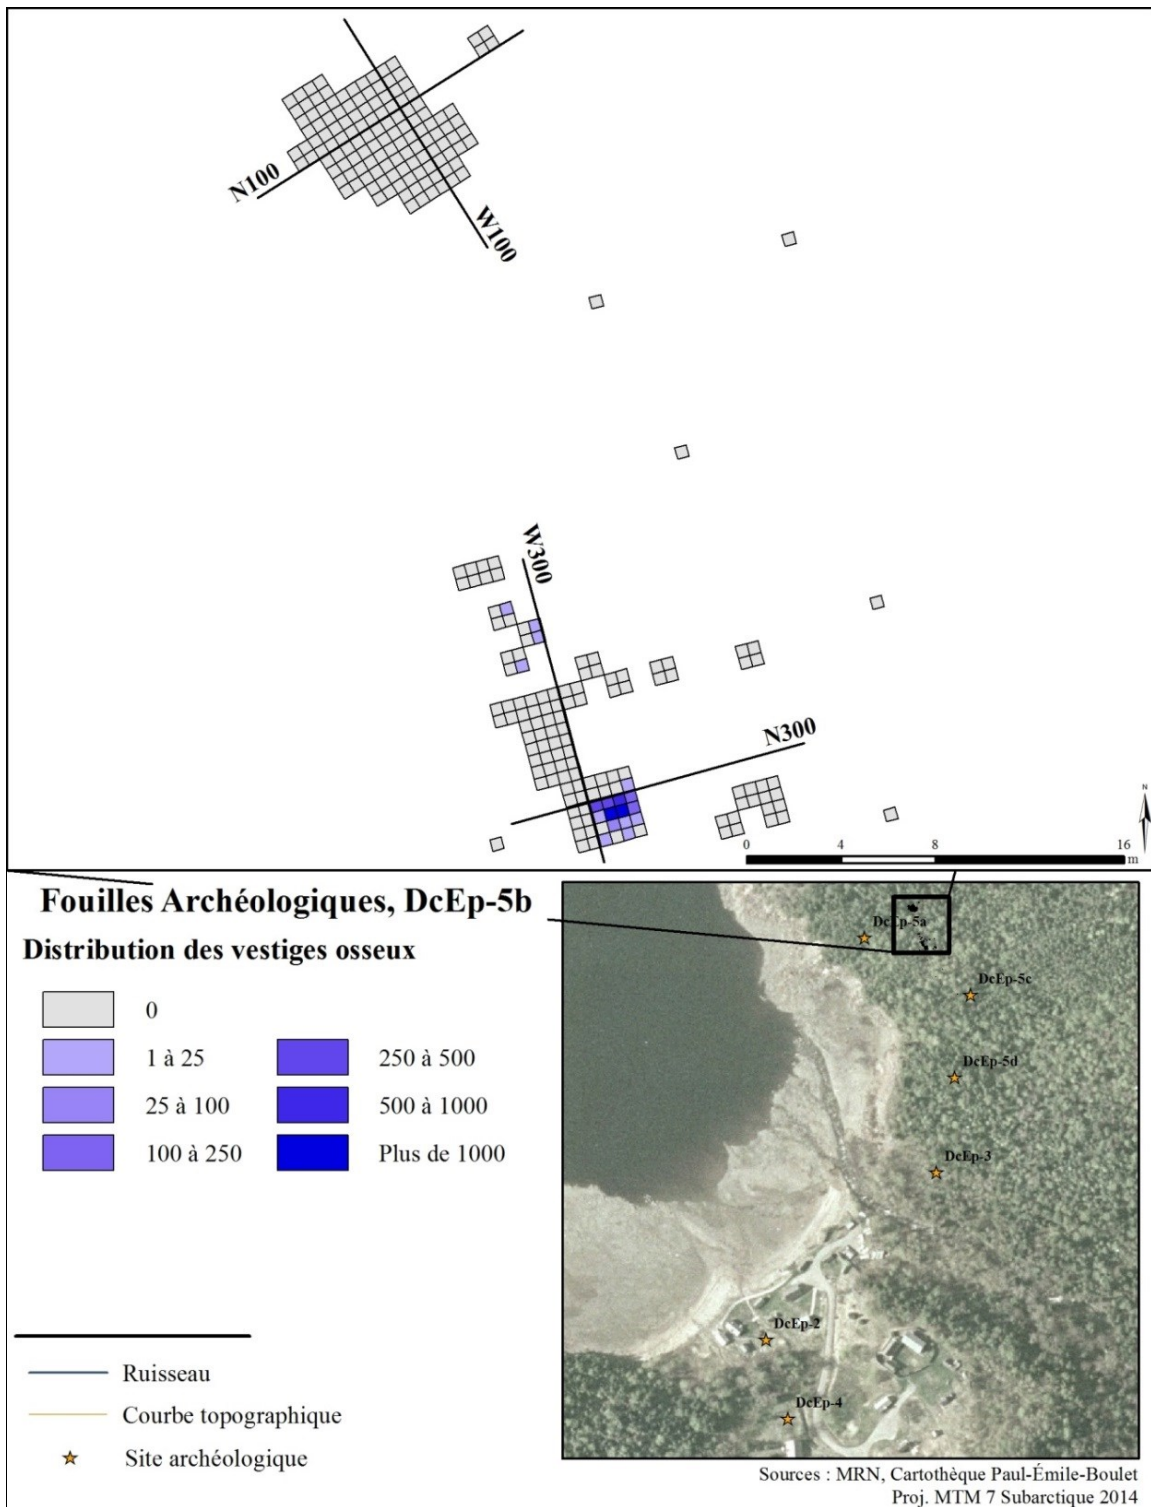 N100
W100
W300
N300
N
0 4 8 16
m
Fouilles Archéologiques, DcEp-5b
Distribution des vestiges osseux
0
1 à 25
25 à 100
100 à 250
250 à 500
500 à 1000
Plus de 1000
Ruisseau
Courbe topographique
Site archéologique
DcEp-5a
DcEp-5c
DcEp-5d
DcEp-3
DcEp-2
DcEp-4
Sources : MRN, Cartothèque Paul-Émile-Boulet
Proj. MTM 7 Subarctique 2014